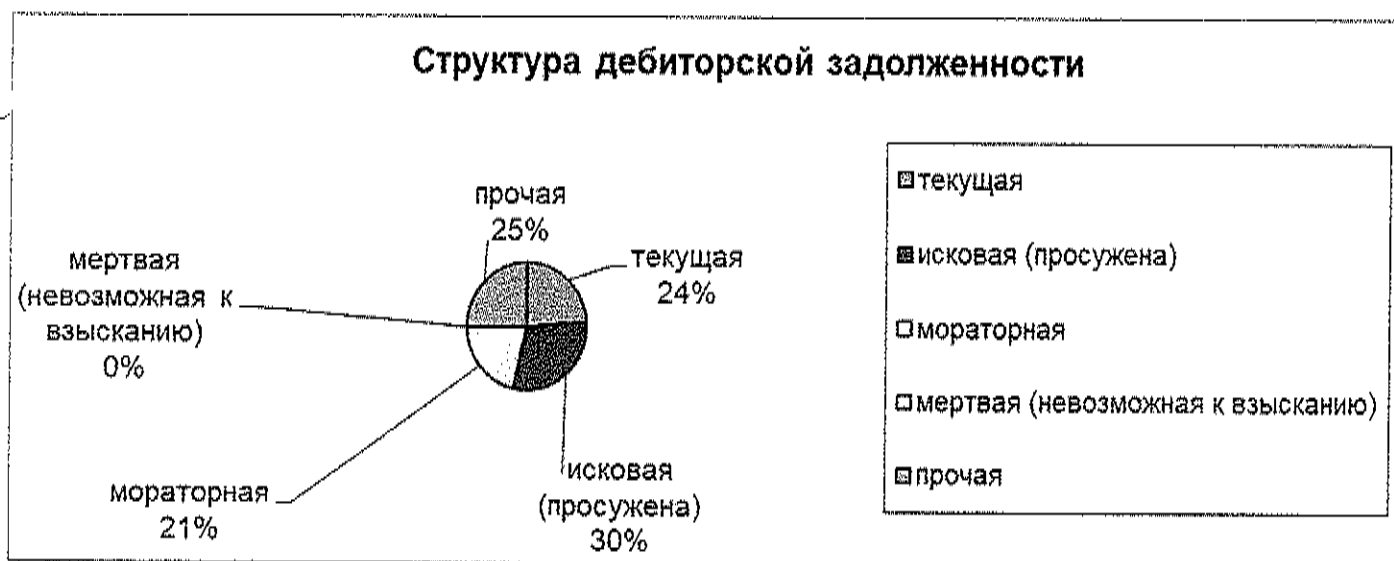 Структура дебиторской задолженности
прочая
25%
текущая
24%
мертвая
(невозможная к
взысканию)
0%
мораторная
21%
исковая
(просужена)
30%
текущая
исковая (просужена)
мораторная
мертвая (невозможная к взысканию)
прочая